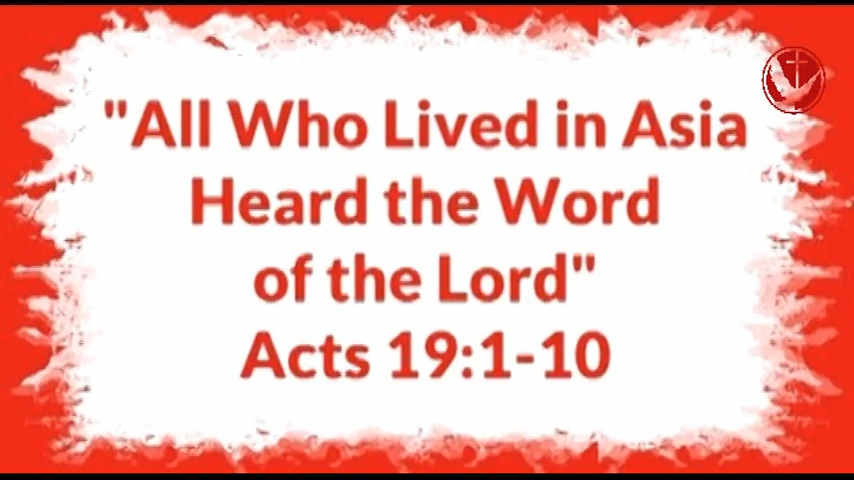 "All Who Lived in Asia
Heard the Word
of the Lord"
Acts 19:1-10